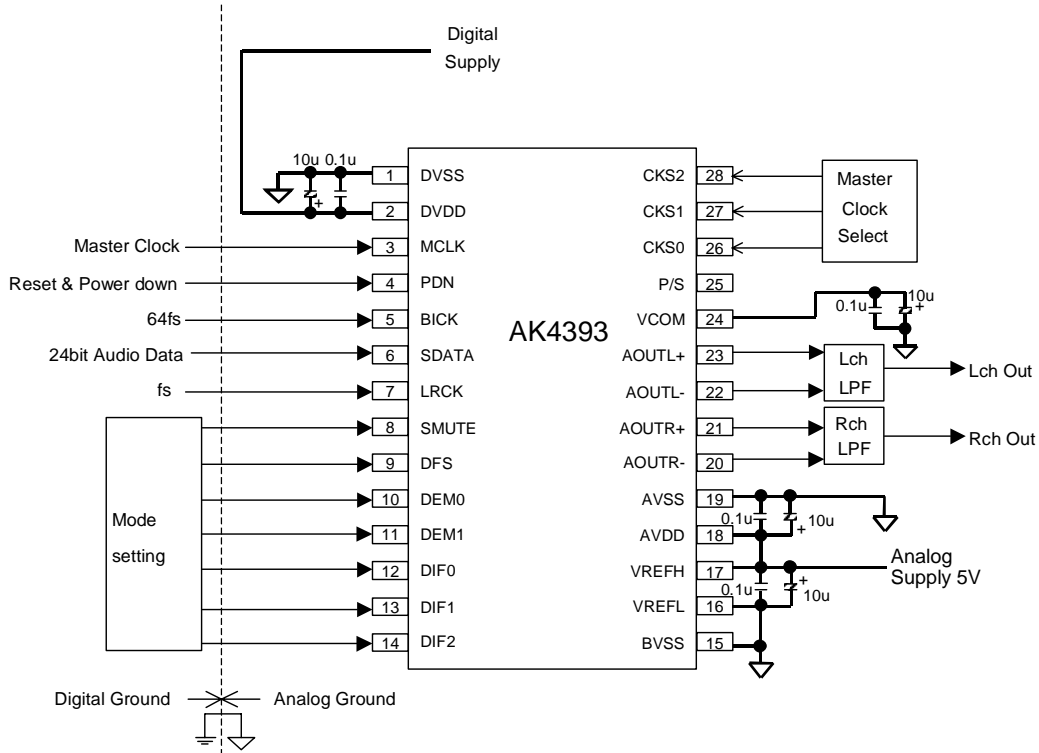 Digital
Supply
10u 0.1u
1 DVSS
2 DVDD
Master Clock 3 MCLK
Reset & Power down 4 PDN
64fs 5 BICK
24bit Audio Data 6 SDATA
fs 7 LRCK
8 SMUTE
9 DFS
10 DEM0
11 DEM1
12 DIF0
13 DIF1
14 DIF2
Mode
setting
AK4393
CKS2 28
CKS1 27
CKS0 26
P/S 25
VCOM 24
AOUTL+ 23
AOUTL- 22
AOUTR+ 21
AOUTR- 20
AVSS 19
AVDD 18
VREFH 17
VREFL 16
BVSS 15
Master
Clock
Select
0.1u 10u
+
Lch
LPF
Lch Out
Rch
LPF
Rch Out
0.1u 10u
+
Analog
Supply 5V
0.1u 10u
+
+
Digital Ground Analog Ground